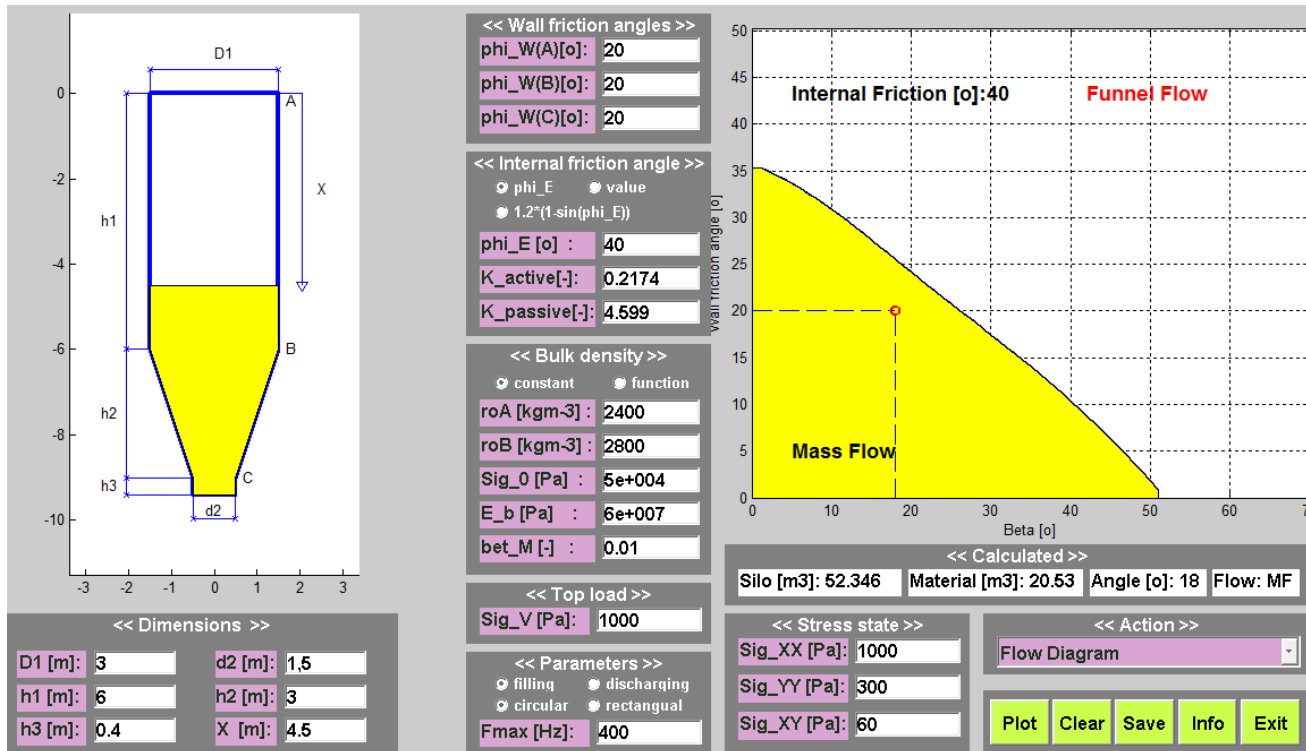 D1
A
X
h1
B
h2
C
h3
d2
0
-2
-4
-6
-8
-10
-3 -2 -1 0 1 2 3
<< Dimensions >>
D1 [m]: 3 d2 [m]: 1,5
h1 [m]: 6 h2 [m]: 3
h3 [m]: 0.4 X [m]: 4.5
<< Wall friction angles >>
phi_W(A)[o]: 20
phi_W(B)[o]: 20
phi_W(C)[o]: 20
<< Internal friction angle >>
phi_E value
1.2*(1-sin(phi_E))
phi_E [o] : 40
K_active[-]: 0.2174
K_passive[-]: 4.599
<< Bulk density >>
constant function
roA [kgm-3] : 2400
roB [kgm-3] : 2800
Sig_0 [Pa] : 5e+004
E_b [Pa] : 6e+007
bet_M [-] : 0.01
<< Top load >>
Sig_V [Pa]: 1000
<< Parameters >>
filling discharging
circular rectangual
Fmax [Hz]: 400
50
45
40
35
30
25
20
15
10
5
0
Wall friction angle [o]
Internal Friction [o]:40 Funnel Flow
Mass Flow
0 10 20 30 40 50 60 7
Beta [o]
<< Calculated >>
Silo [m3]: 52.346 Material [m3]: 20.53 Angle [o]: 18 Flow: MF
<< Stress state >>
Sig_XX [Pa]: 1000
Sig_YY [Pa]: 300
Sig_XY [Pa]: 60
<< Action >>
Flow Diagram
Plot Clear Save Info Exit